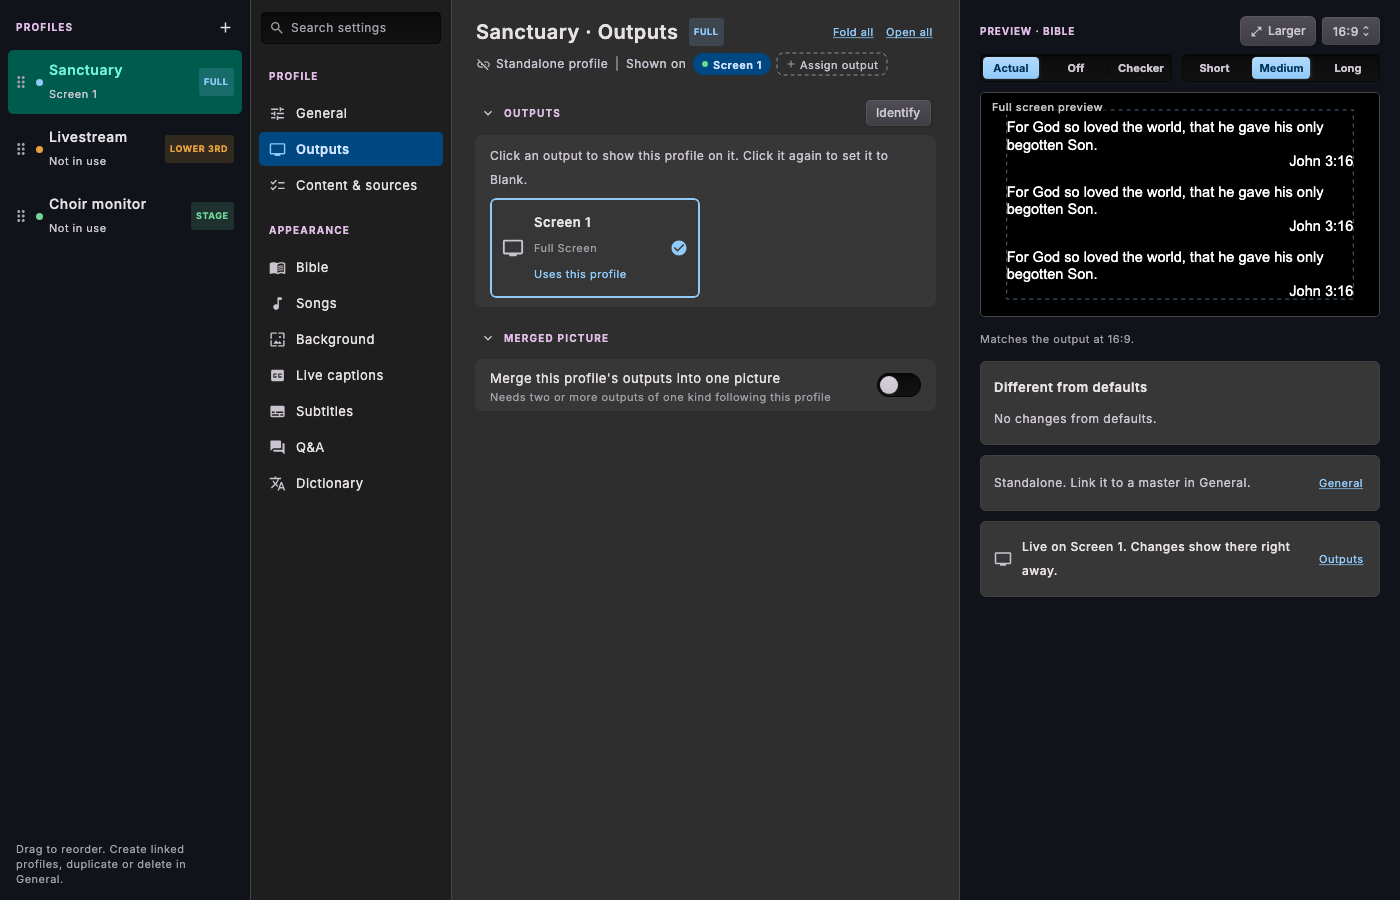 PROFILES
Sanctuary
Screen 1
FULL
Livestream
Not in use
LOWER 3RD
Choir monitor
Not in use
STAGE
Drag to reorder. Create linked
profiles, duplicate or delete in
General.
Search settings
PROFILE
General
Outputs
Content & sources
APPEARANCE
Bible
Songs
Background
Live captions
Subtitles
Q&A
Dictionary
Sanctuary · Outputs FULL
Fold all Open all
Standalone profile | Shown on Screen 1 + Assign output
OUTPUTS
Identify
Click an output to show this profile on it. Click it again to set it to
Blank.
Screen 1
Full Screen
Uses this profile
MERGED PICTURE
Merge this profile's outputs into one picture
Needs two or more outputs of one kind following this profile
PREVIEW · BIBLE
Larger 16:9
Actual Off Checker Short Medium Long
Full screen preview
For God so loved the world, that he gave his only
begotten Son.
John 3:16
For God so loved the world, that he gave his only
begotten Son.
John 3:16
For God so loved the world, that he gave his only
begotten Son.
John 3:16
Matches the output at 16:9.
Different from defaults
No changes from defaults.
Standalone. Link it to a master in General. General
Live on Screen 1. Changes show there right
away.
Outputs